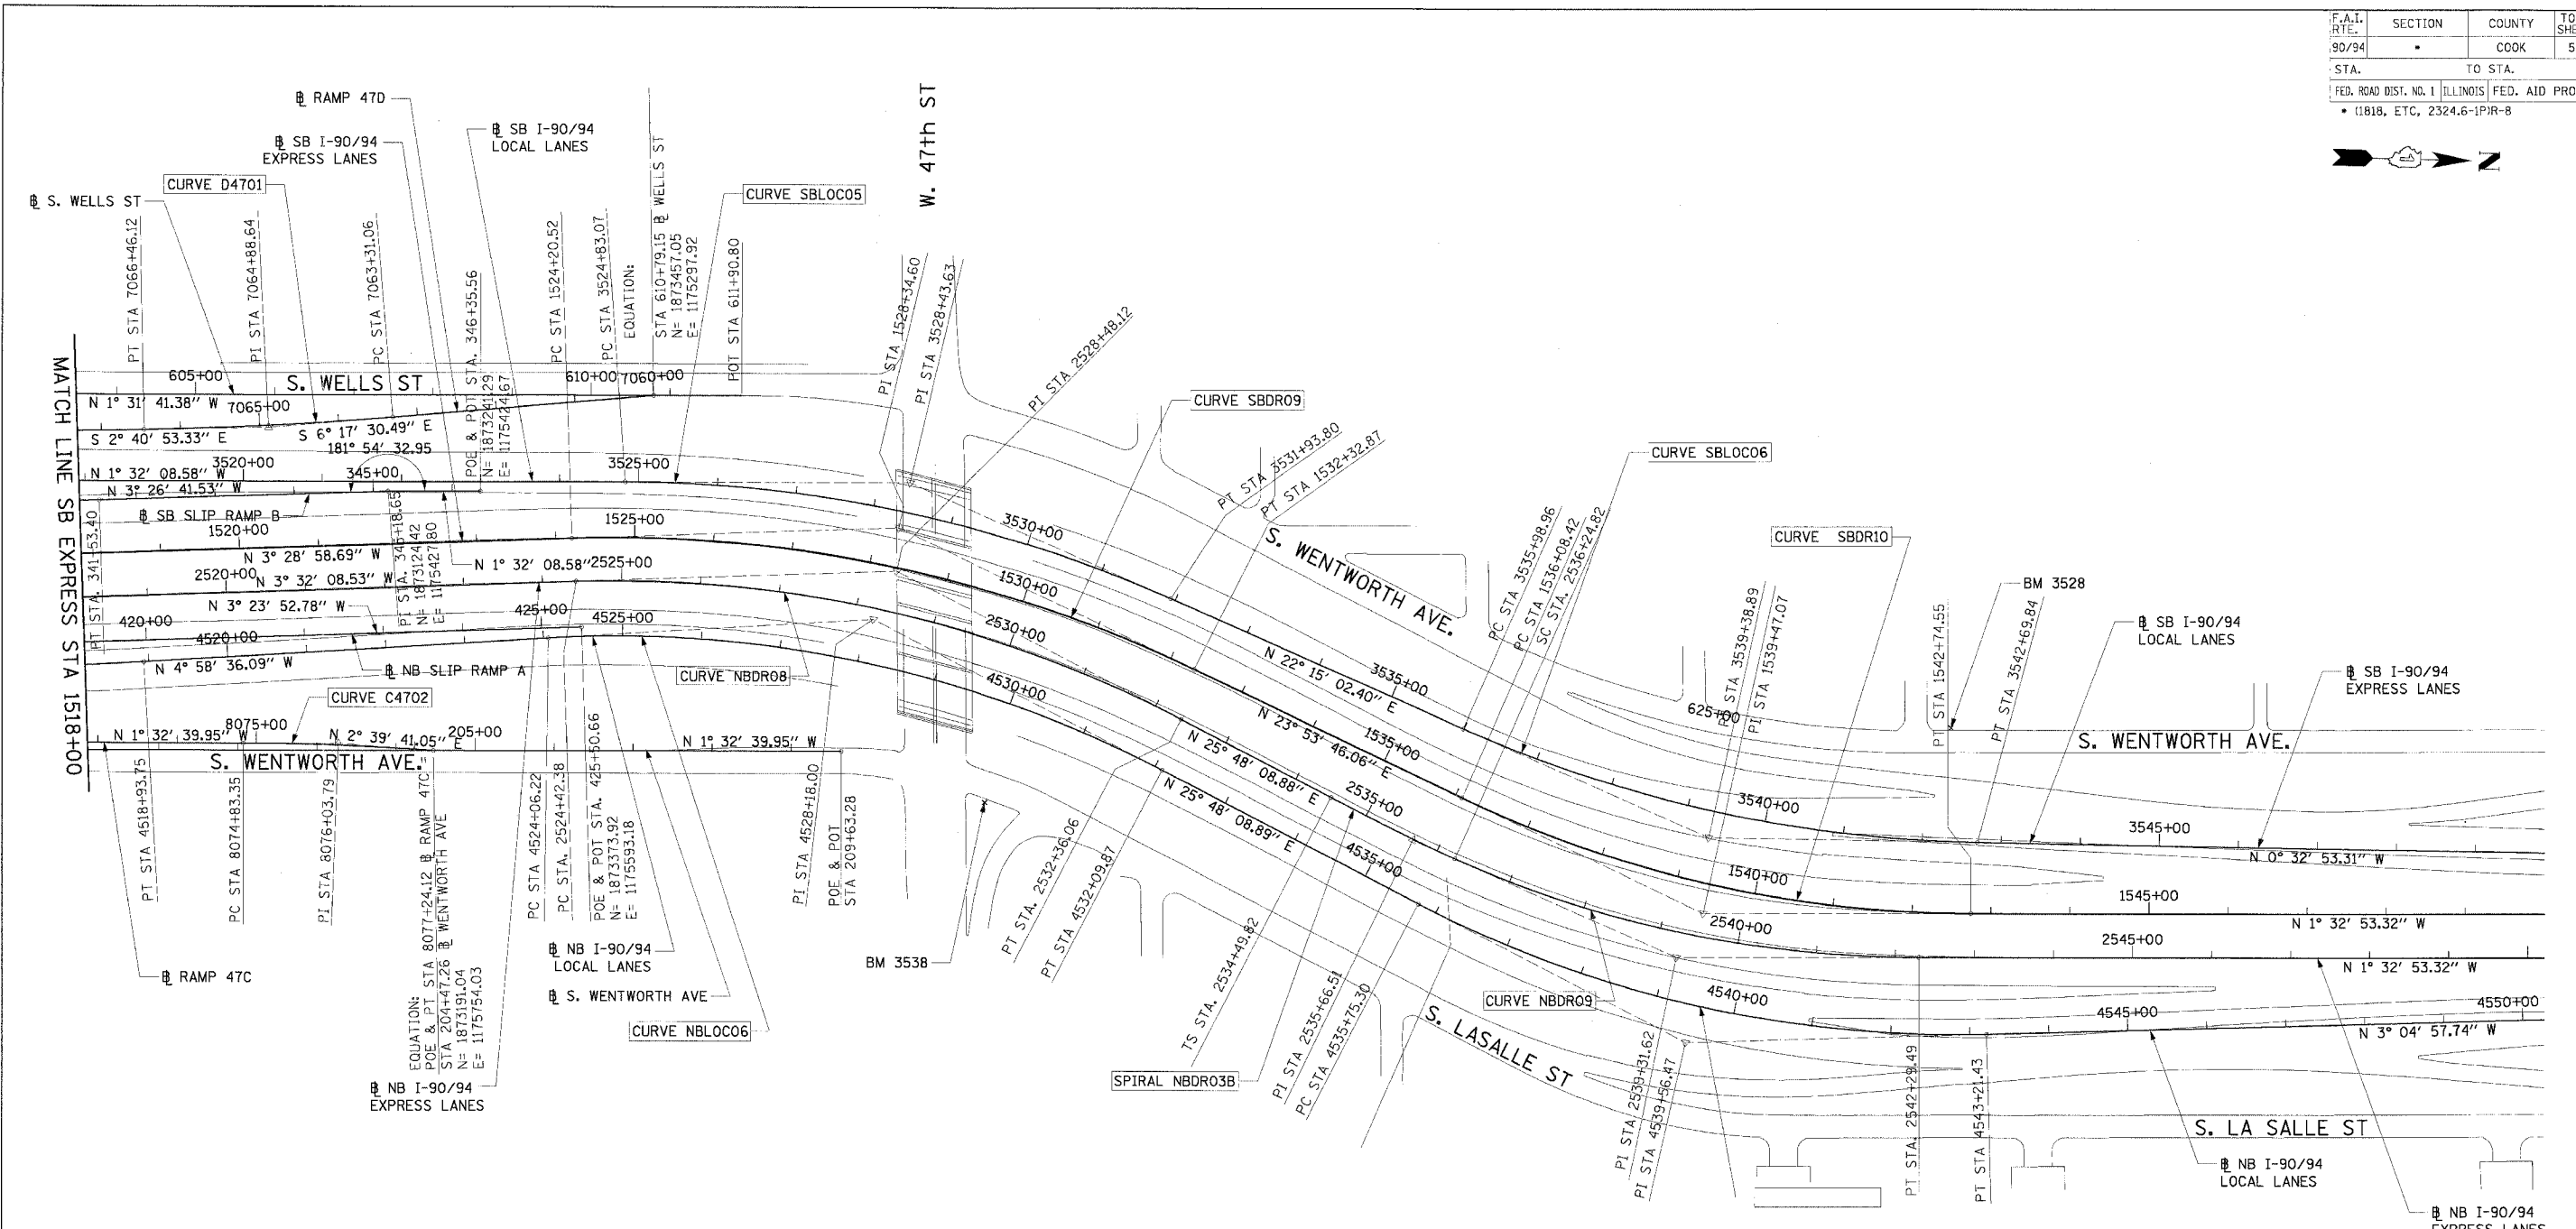 F.A.I. RTE.
SECTION
COUNTY
90/94
*
COOK
STA.
TO STA.
FED. ROAD DIST. NO. 1
ILLINOIS
FED. AID
* (1818, ETC, 2324.6-1P)R-8
N
W. 47th ST
℄ RAMP 47D
℄ SB I-90/94
EXPRESS LANES
℄ SB I-90/94
LOCAL LANES
CURVE D4701
CURVE SBLOC05
℄ S. WELLS ST
PT STA 7066+46.12
PI STA 7064+88.64
PC STA 7063+31.06
POE & POT STA. 346+35.56
N= 1873241.29
E= 1175424.67
PC STA 1524+20.52
PC STA 3524+83.07
EQUATION:
STA 610+79.15 ℄ WELLS ST
N= 1873457.05
E= 1175297.92
POT STA 611+90.80
PI STA 1528+34.60
PI STA 3528+43.63
PI STA 2528+48.12
CURVE SBDR09
PT STA 3531+93.80
PT STA 1532+32.87
CURVE SBLOC06
PC STA 3535+98.96
PC STA 1536+08.42
SC STA. 2536+24.82
CURVE SBDR10
PI STA 3539+38.89
PI STA 1539+47.07
PT STA 1542+74.55
PT STA 3542+69.84
BM 3528
℄ SB I-90/94
LOCAL LANES
℄ SB I-90/94
EXPRESS LANES
MATCH LINE SB EXPRESS STA 1518+00
605+00
S. WELLS ST
610+00
7060+00
N 1° 31' 41.38" W
7065+00
S 2° 40' 53.33" E
S 6° 17' 30.49" E
181° 54' 32.95
3520+00
345+00
3525+00
N 1° 32' 08.58" W
N 3° 26' 41.53" W
℄ SB SLIP RAMP B
1520+00
1525+00
N 3° 28' 58.69" W
N 1° 32' 08.58"
2520+00
N 3° 32' 08.53" W
2525+00
PT STA. 341+53.40
PI STA. 345+18.65
N= 1873124.42
E= 1175427.80
N 3° 23' 52.78" W
420+00
425+00
4520+00
4525+00
N 4° 58' 36.09" W
℄ NB SLIP RAMP A
CURVE NBDR08
CURVE C4702
N 1° 32' 39.95" W
8075+00
N 2° 39' 41.05" E
205+00
N 1° 32' 39.95" W
S. WENTWORTH AVE.
3530+00
1530+00
2530+00
4530+00
S. WENTWORTH AVE.
N 22° 15' 02.40" E
3535+00
N 23° 53' 46.06" E
1535+00
N 25° 48' 08.88" E
2535+00
N 25° 48' 08.89" E
4535+00
625+00
S. WENTWORTH AVE.
3540+00
3545+00
N 0° 32' 53.31" W
1540+00
1545+00
N 1° 32' 53.32" W
2540+00
2545+00
N 1° 32' 53.32" W
4540+00
4545+00
4550+00
N 3° 04' 57.74" W
PT STA 4518+93.75
PC STA 8074+83.35
PI STA 8076+03.79
EQUATION:
POE & PT STA 8077+24.12 ℄ RAMP 47C=
STA 204+47.26 ℄ WENTWORTH AVE
N= 1873191.04
E= 1175754.03
PC STA 4524+06.22
PC STA. 2524+42.38
POE & POT STA. 425+50.66
N= 1873373.92
E= 1175593.18
PI STA 4528+18.00
POE & POT
STA 209+63.28
℄ RAMP 47C
℄ NB I-90/94
LOCAL LANES
℄ S. WENTWORTH AVE
CURVE NBLOC06
℄ NB I-90/94
EXPRESS LANES
BM 3538
PT STA. 2532+36.06
PT STA 4532+09.87
TS STA. 2534+49.82
SPIRAL NBDR03B
PI STA 2535+66.51
PC STA 4535+75.30
CURVE NBDR09
S. LASALLE ST
PI STA 2539+31.62
PI STA 4539+56.47
PT STA. 2542+29.49
PT STA 4543+21.43
S. LA SALLE ST
℄ NB I-90/94
LOCAL LANES
℄ NB I-90/94
EXPRESS LANES